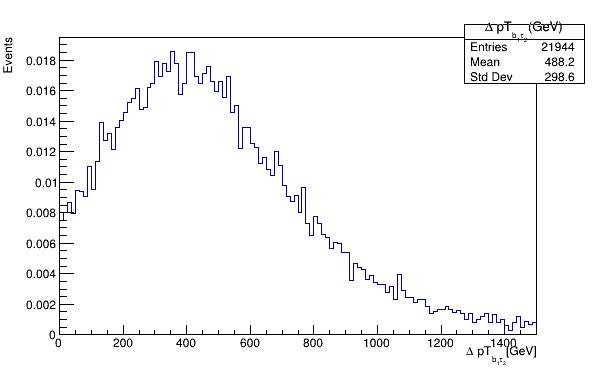 Δ pT_{b₁τ₂}(GeV)
Entries 21944
Mean 488.2
Std Dev 298.6
Events
0.018
0.016
0.014
0.012
0.01
0.008
0.006
0.004
0.002
0
0 200 400 600 800 1000 1200 1400
Δ pT_{b₁τ₂}[GeV]